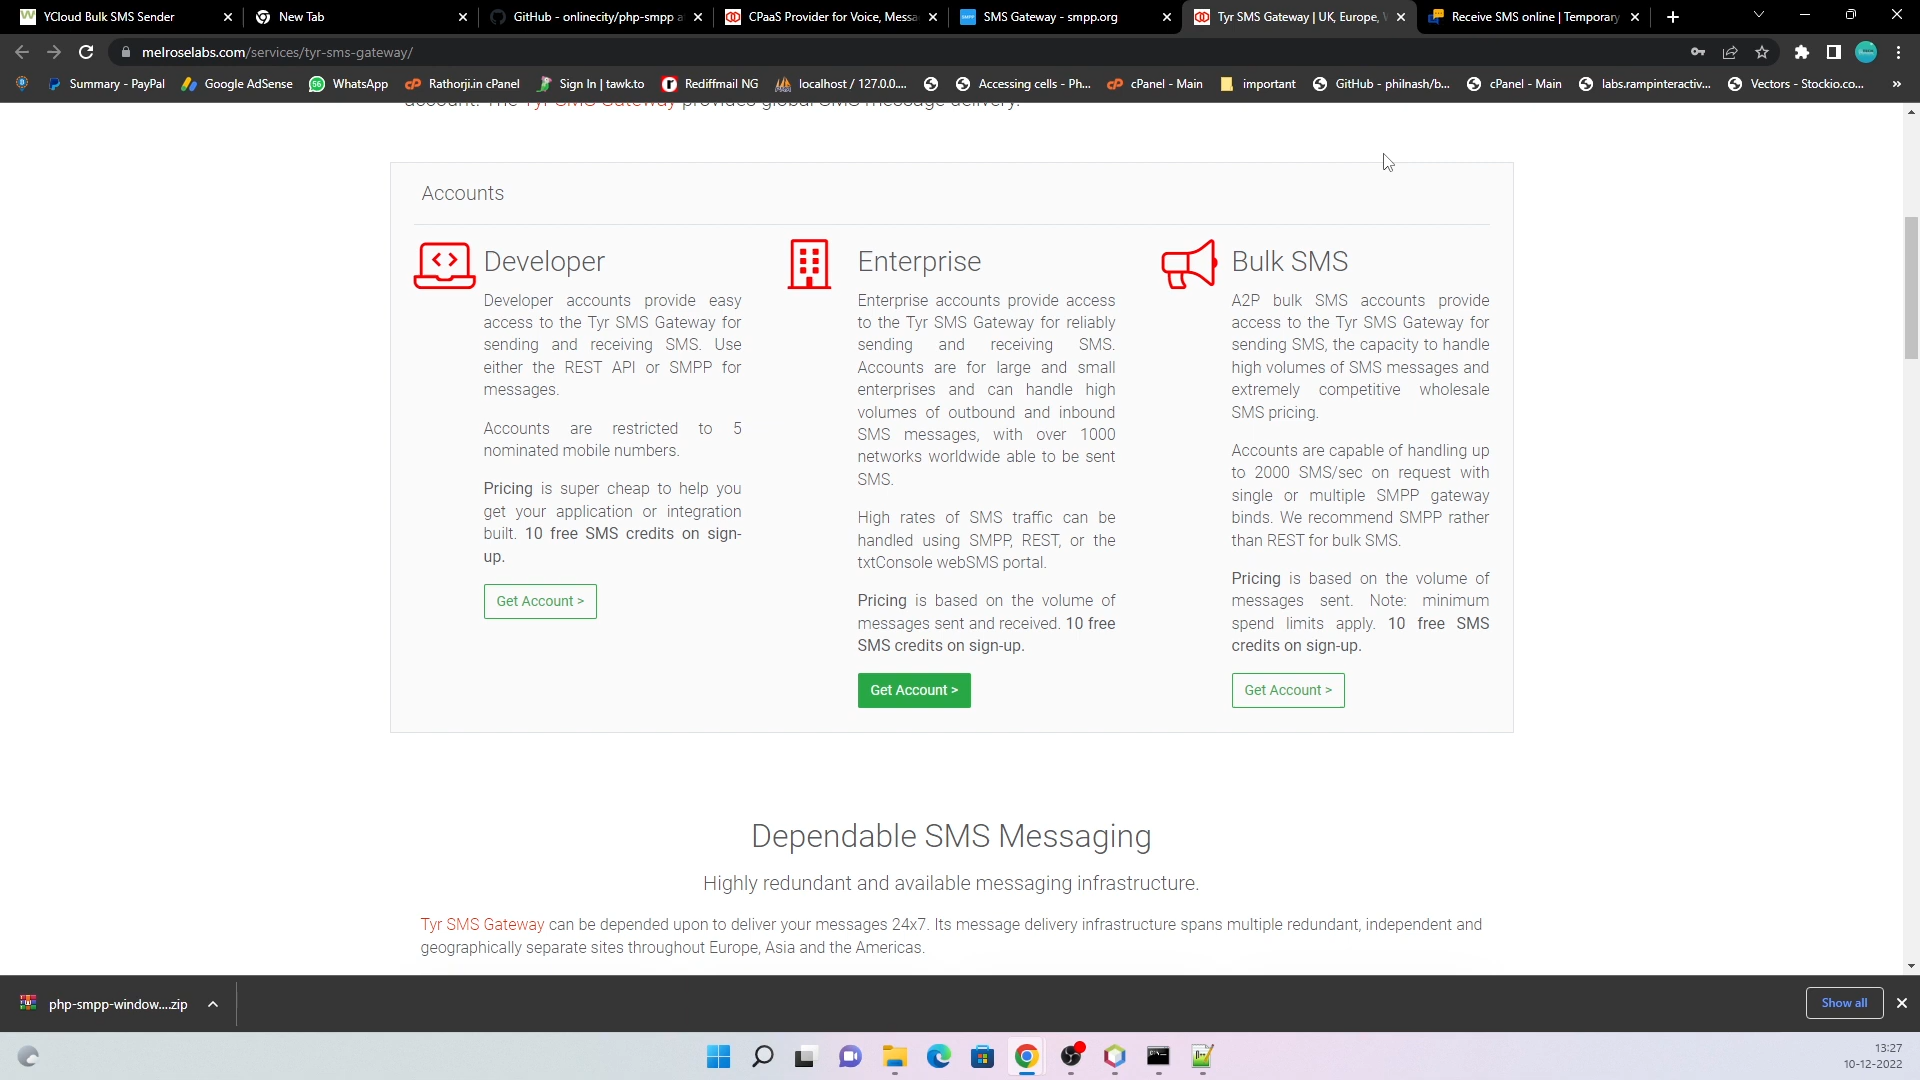 YCloud Bulk SMS Sender
New Tab
GitHub - onlinecity/php-smpp a
CPaaS Provider for Voice, Messa
SMS Gateway - smpp.org
Tyr SMS Gateway | UK, Europe,
Receive SMS online | Temporary
melroselabs.com/services/tyr-sms-gateway/
Summary - PayPal
Google AdSense
WhatsApp
Rathorji.in cPanel
Sign In | tawk.to
Rediffmail NG
localhost / 127.0.0....
Accessing cells - Ph...
cPanel - Main
important
GitHub - philnash/b...
cPanel - Main
labs.rampinteractiv...
Vectors - Stockio.co...
account. The Tyr SMS Gateway provides global SMS message delivery.
Accounts
Developer
Developer accounts provide easy
access to the Tyr SMS Gateway for
sending and receiving SMS. Use
either the REST API or SMPP for
messages.
Accounts are restricted to 5
nominated mobile numbers.
Pricing is super cheap to help you
get your application or integration
built. 10 free SMS credits on sign-
up.
Get Account >
Enterprise
Enterprise accounts provide access
to the Tyr SMS Gateway for reliably
sending and receiving SMS.
Accounts are for large and small
enterprises and can handle high
volumes of outbound and inbound
SMS messages, with over 1000
networks worldwide able to be sent
SMS.
High rates of SMS traffic can be
handled using SMPP, REST, or the
txtConsole webSMS portal.
Pricing is based on the volume of
messages sent and received. 10 free
SMS credits on sign-up.
Get Account >
Bulk SMS
A2P bulk SMS accounts provide
access to the Tyr SMS Gateway for
sending SMS, the capacity to handle
high volumes of SMS messages and
extremely competitive wholesale
SMS pricing.
Accounts are capable of handling up
to 2000 SMS/sec on request with
single or multiple SMPP gateway
binds. We recommend SMPP rather
than REST for bulk SMS.
Pricing is based on the volume of
messages sent. Note: minimum
spend limits apply. 10 free SMS
credits on sign-up.
Get Account >
Dependable SMS Messaging
Highly redundant and available messaging infrastructure.
Tyr SMS Gateway can be depended upon to deliver your messages 24x7. Its message delivery infrastructure spans multiple redundant, independent and
geographically separate sites throughout Europe, Asia and the Americas.
php-smpp-window....zip
Show all
13:27
10-12-2022